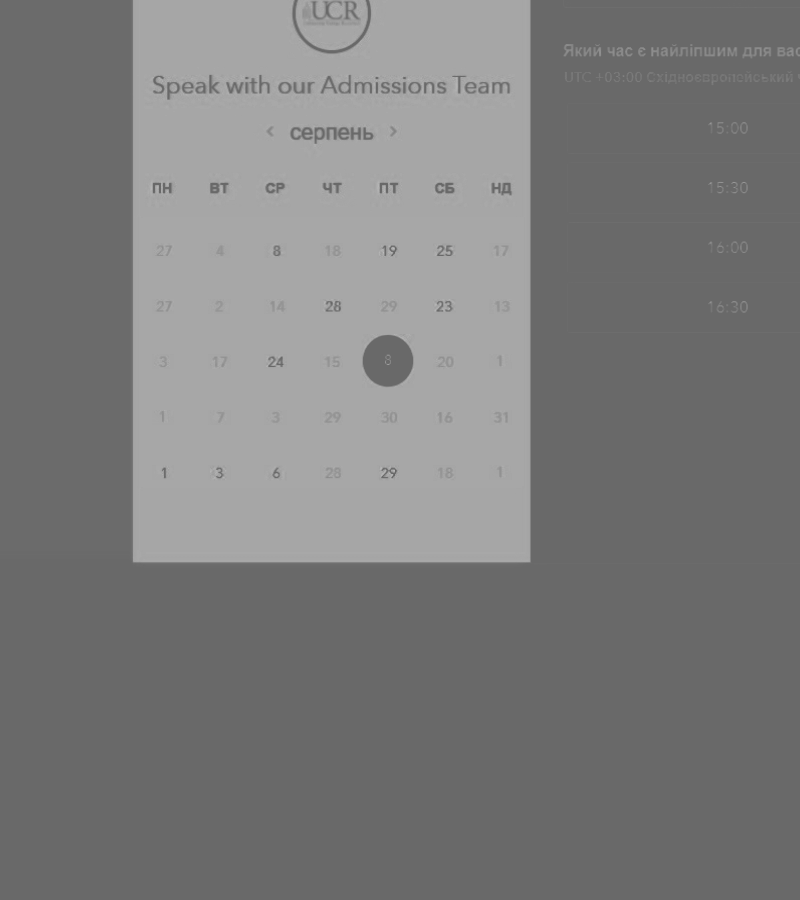 UCR
Speak with our Admissions Team
‹ серпень ›
ПН ВТ СР ЧТ ПТ СБ НД
27 4 8 18 19 25 17
27 2 14 28 29 23 13
3 17 24 15 8 20 1
1 7 3 29 30 16 31
1 3 6 28 29 18 1
Який час є найліпшим для вас
UTC +03:00 Східноєвропейський
15:00
15:30
16:00
16:30